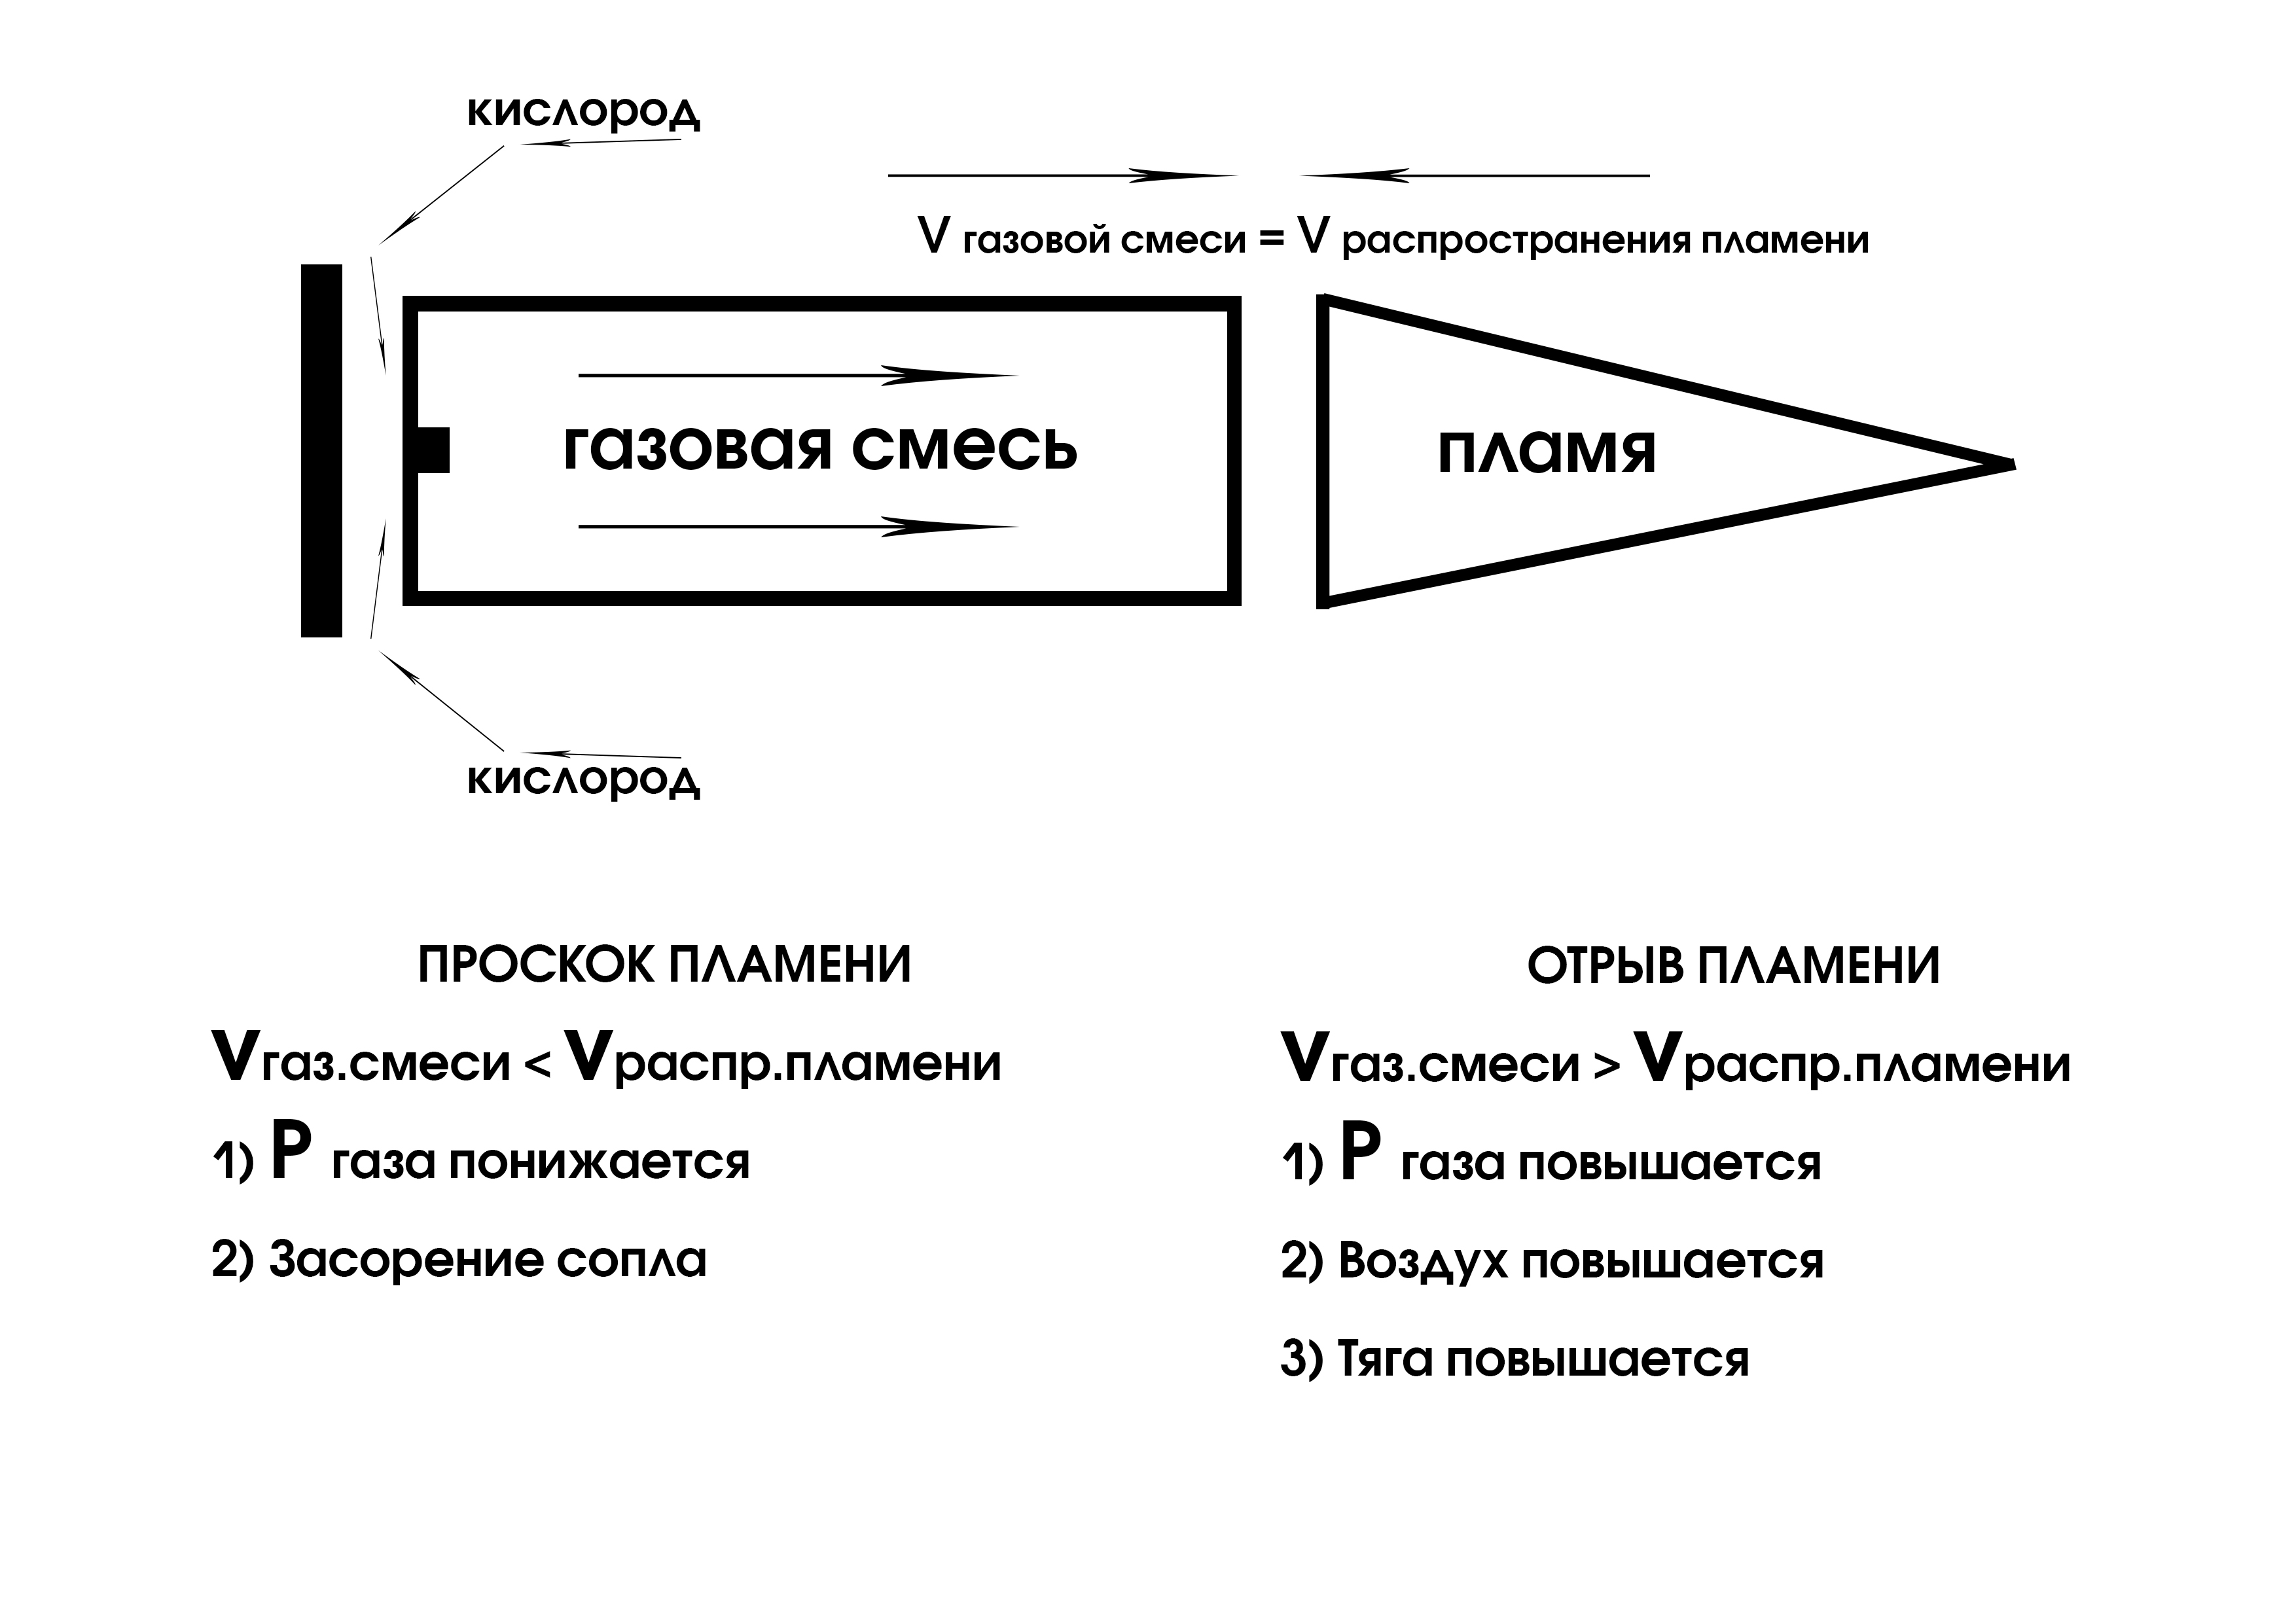 кислород
V газовой смеси = V распространения пламени
газовая смесь
пламя
кислород
ПРОСКОК ПЛАМЕНИ
Vгаз.смеси < Vраспр.пламени
1) P газа понижается
2) Засорение сопла
ОТРЫВ ПЛАМЕНИ
Vгаз.смеси > Vраспр.пламени
1) P газа повышается
2) Воздух повышается
3) Тяга повышается